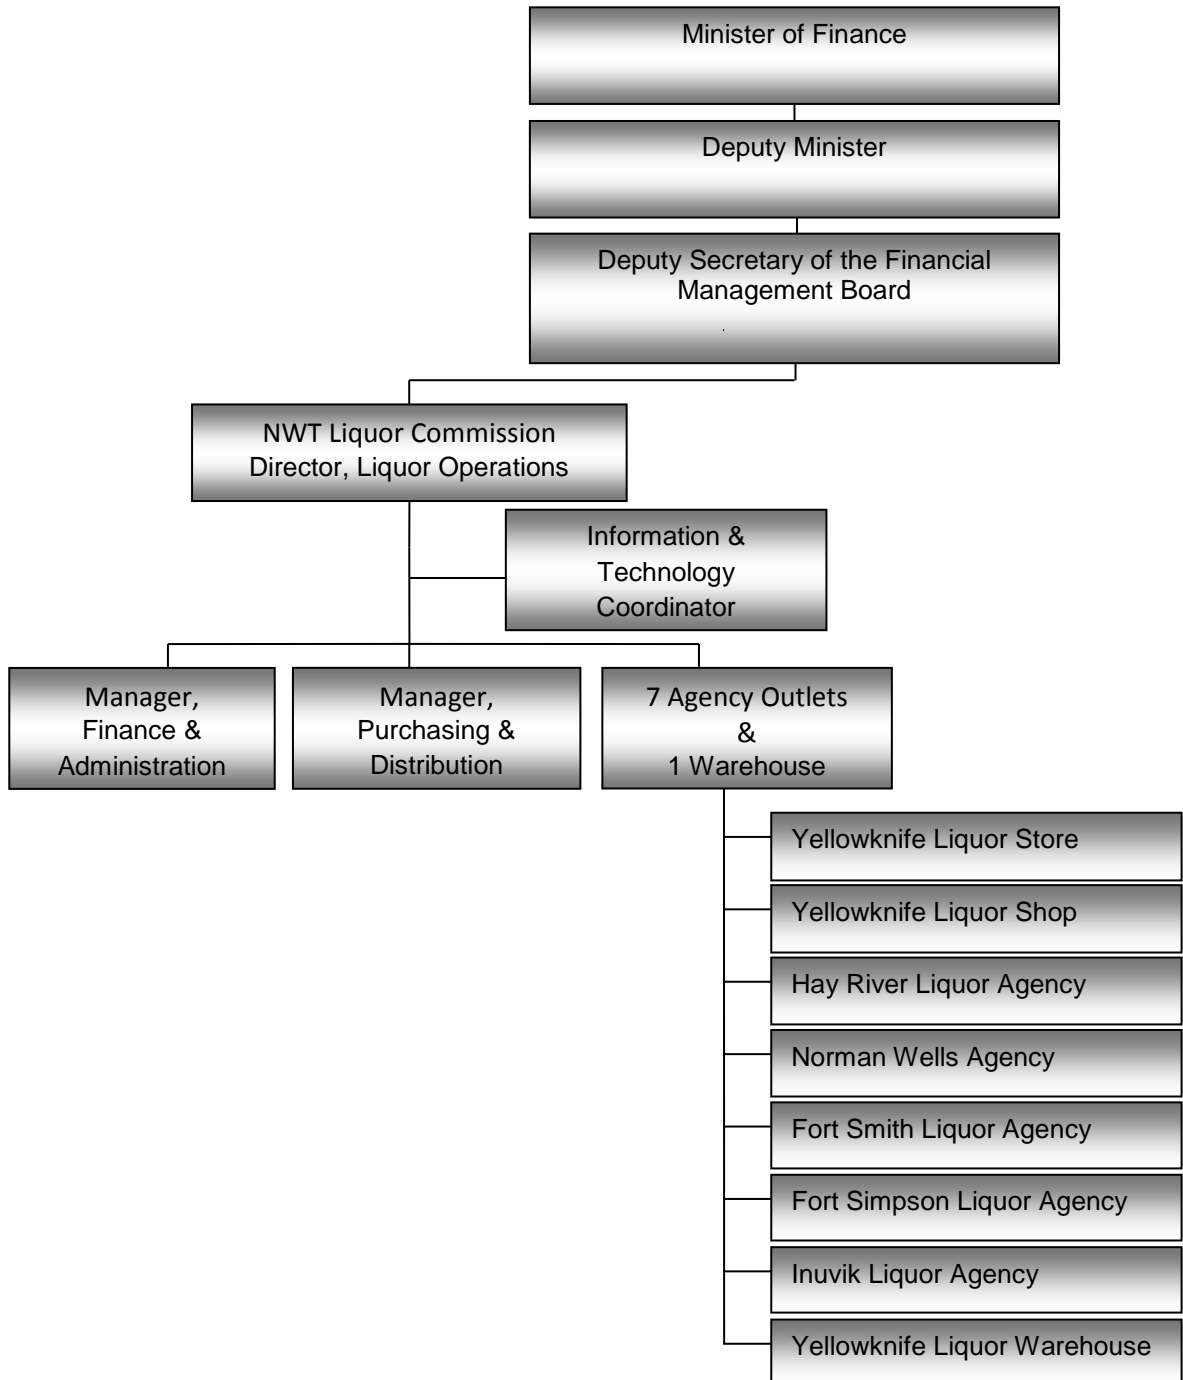 Minister of Finance
Deputy Minister
Deputy Secretary of the Financial
Management Board
NWT Liquor Commission
Director, Liquor Operations
Information &
Technology
Coordinator
Manager,
Finance &
Administration
Manager,
Purchasing &
Distribution
7 Agency Outlets
&
1 Warehouse
Yellowknife Liquor Store
Yellowknife Liquor Shop
Hay River Liquor Agency
Norman Wells Agency
Fort Smith Liquor Agency
Fort Simpson Liquor Agency
Inuvik Liquor Agency
Yellowknife Liquor Warehouse